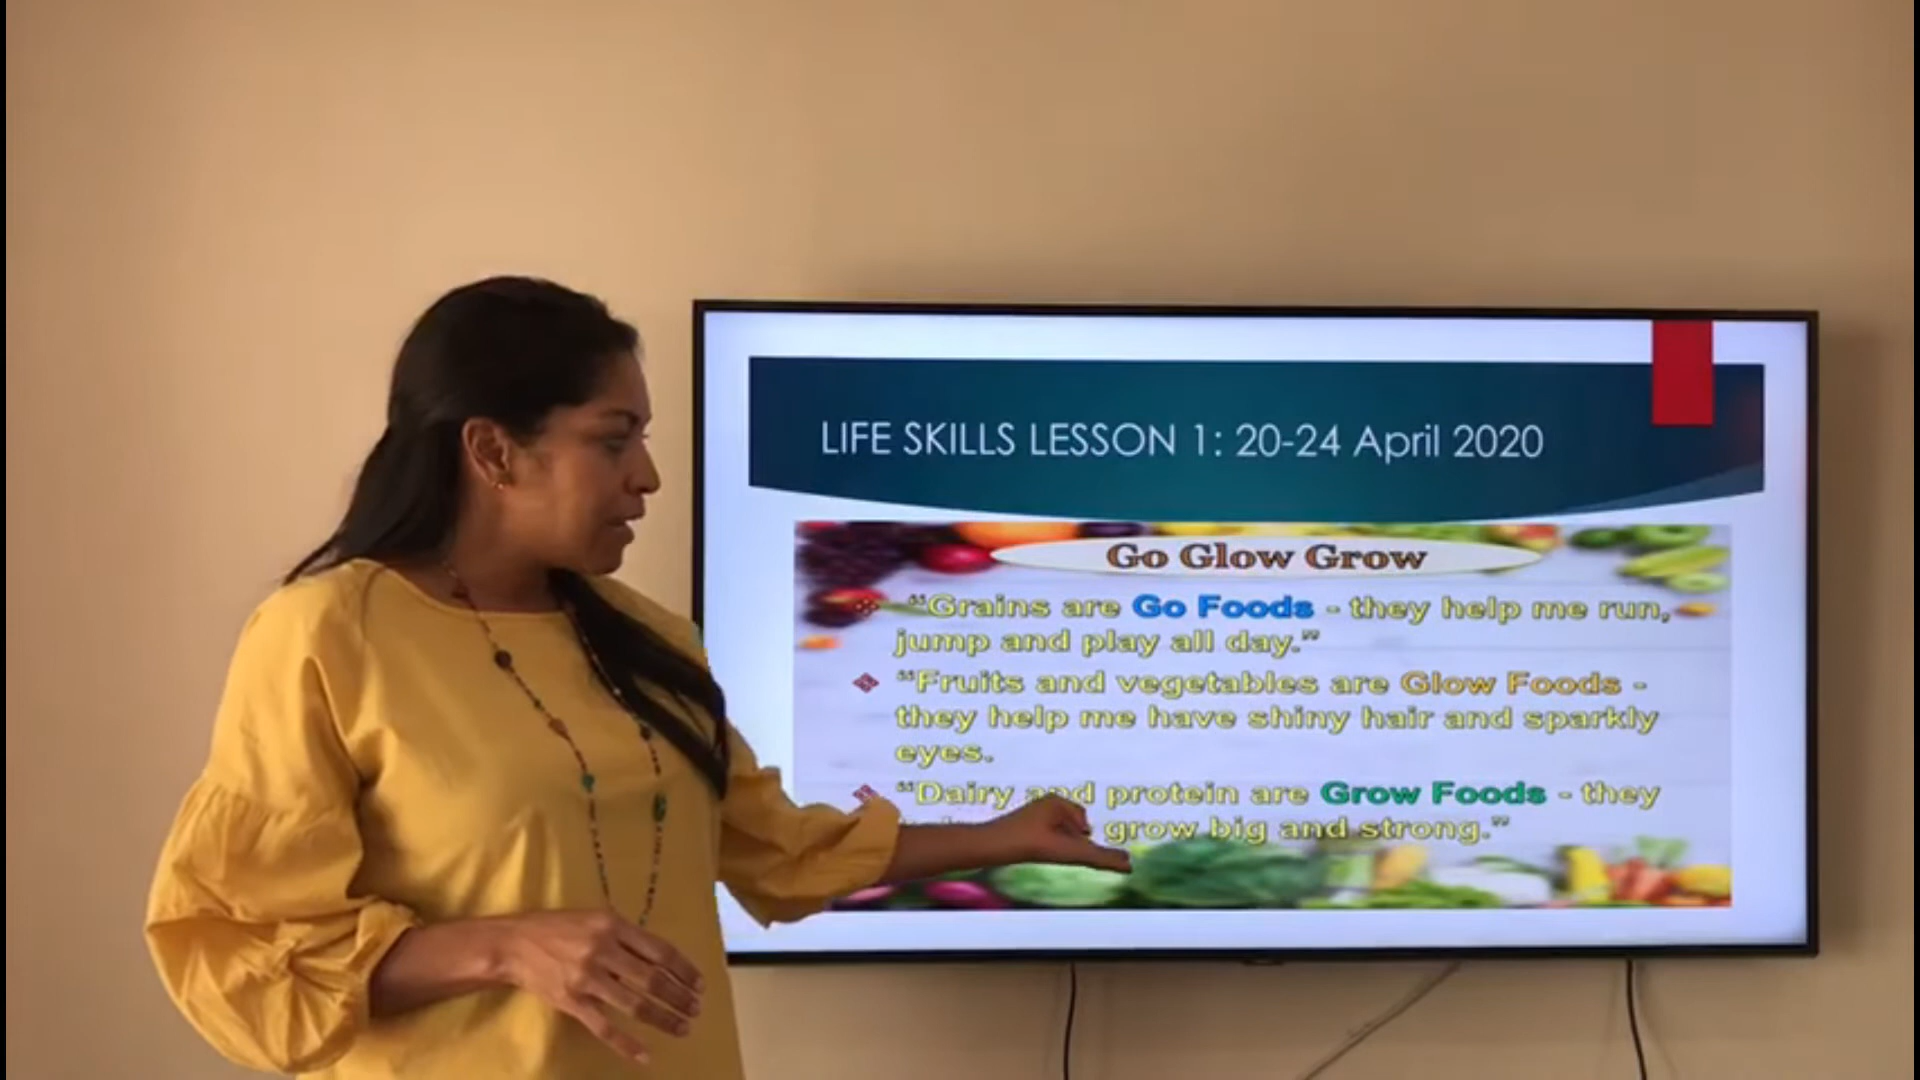 LIFE SKILLS LESSON 1: 20-24 April 2020
Go Glow Grow
“Grains are Go Foods - they help me run,
jump and play all day.”
“Fruits and vegetables are Glow Foods -
they help me have shiny hair and sparkly
eyes.
“Dairy and protein are Grow Foods - they
grow big and strong.”